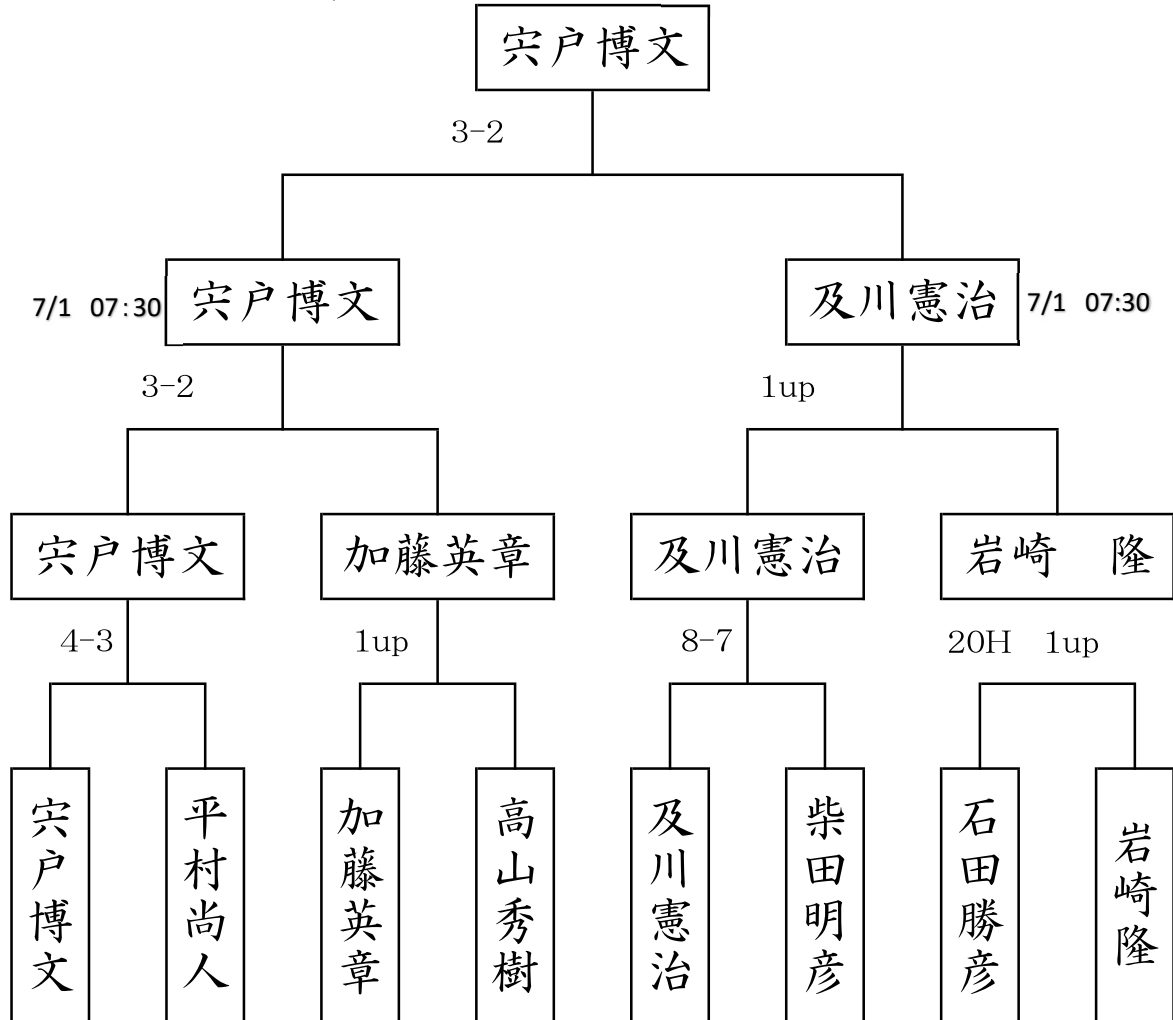 宍戸博文
3-2
7/1 07:30 宍戸博文
及川憲治 7/1 07:30
3-2
1up
宍戸博文
加藤英章
及川憲治
岩崎　隆
4-3
1up
8-7
20H 1up
宍戸博文
平村尚人
加藤英章
高山秀樹
及川憲治
柴田明彦
石田勝彦
岩崎隆